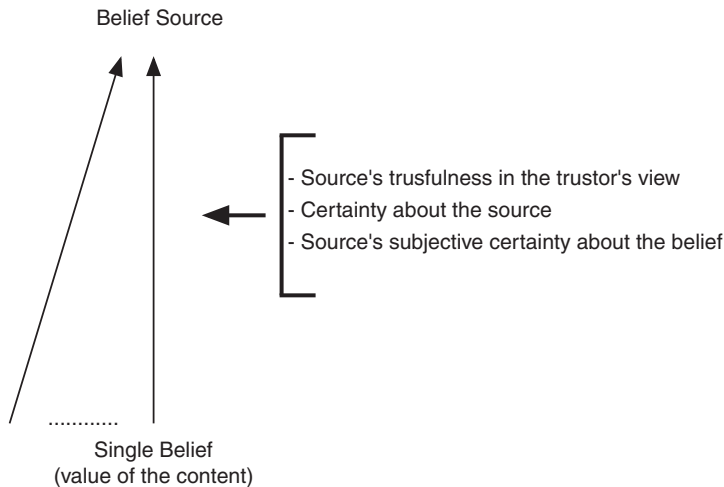 Belief Source
- Source's trusfulness in the trustor's view
- Certainty about the source
- Source's subjective certainty about the belief
............
Single Belief
(value of the content)